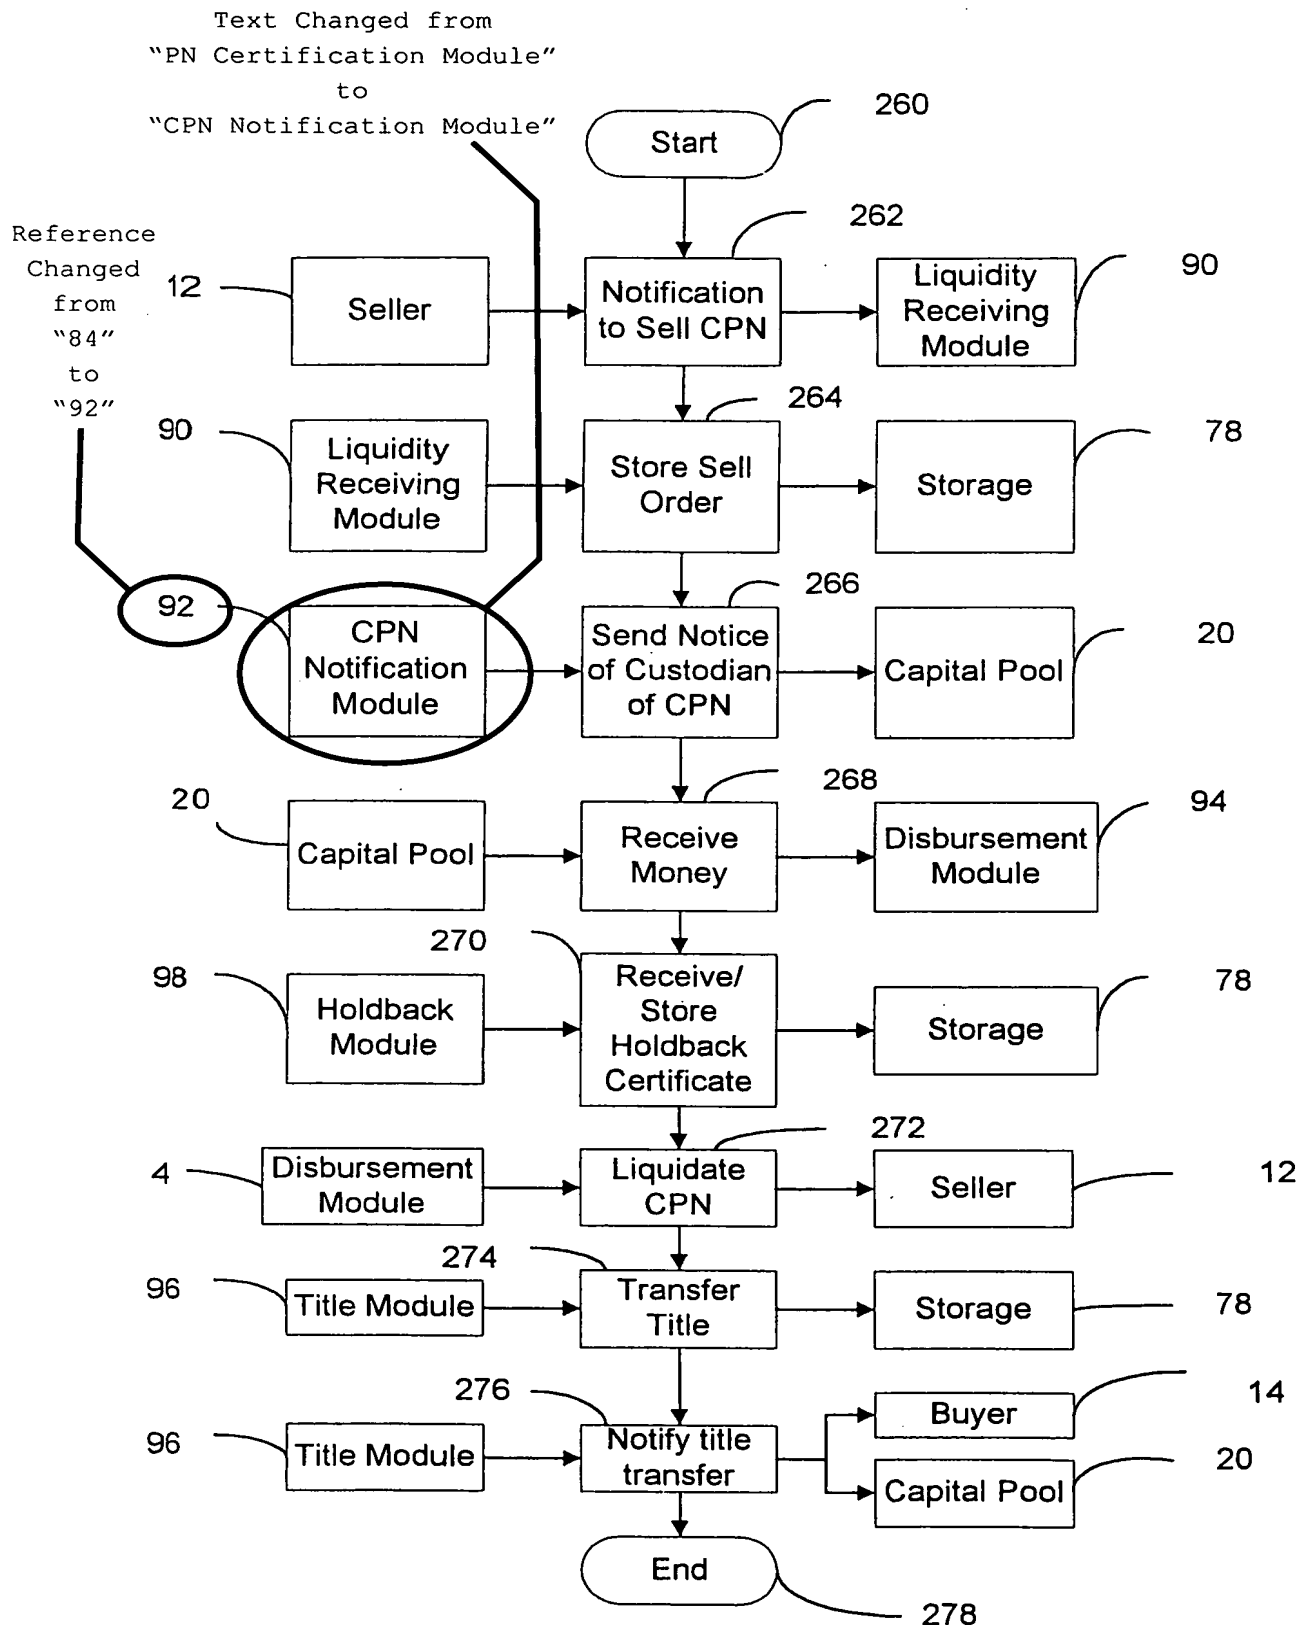 Text Changed from
“PN Certification Module”
to
“CPN Notification Module”
260
Start
Reference
Changed
from
“84”
to
“92”
262
12
Seller
Notification
to Sell CPN
Liquidity
Receiving
Module
90
264
90
Liquidity
Receiving
Module
Store Sell
Order
Storage
78
266
92
CPN
Notification
Module
Send Notice
of Custodian
of CPN
Capital Pool
20
268
20
Capital Pool
Receive
Money
Disbursement
Module
94
270
98
Holdback
Module
Receive/
Store
Holdback
Certificate
Storage
78
272
4
Disbursement
Module
Liquidate
CPN
Seller
12
274
96
Title Module
Transfer
Title
Storage
78
276
96
Title Module
Notify title
transfer
Buyer
14
Capital Pool
20
End
278